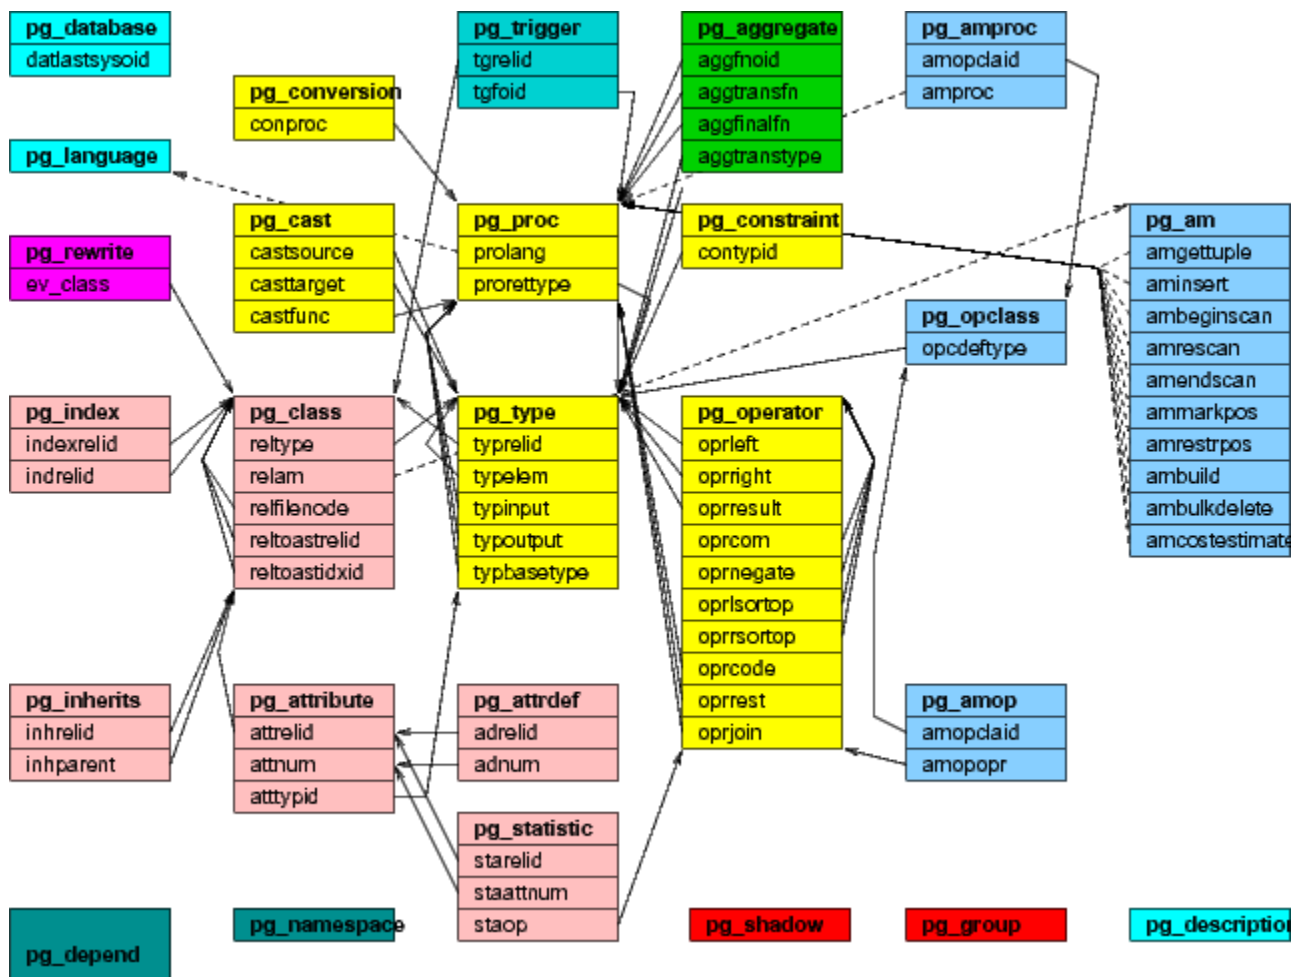 pg_database
datlastsysoid
pg_language
pg_rewrite
ev_class
pg_index
indexrelid
indrelid
pg_inherits
inhrelid
inhparent
pg_depend
pg_conversion
conproc
pg_cast
castsource
casttarget
castfunc
pg_class
reltype
relam
relfilenode
reltoastrelid
reltoastidxid
pg_attribute
attrelid
attnum
atttypid
pg_namespace
pg_trigger
tgrelid
tgfoid
pg_proc
prolang
prorettype
pg_type
typrelid
typelem
typinput
typoutput
typbasetype
pg_attrdef
adrelid
adnum
pg_statistic
starelid
staattnum
staop
pg_aggregate
aggfnoid
aggtransfn
aggfinalfn
aggtranstype
pg_constraint
contypid
pg_operator
oprleft
oprright
oprresult
oprcom
oprnegate
oprlsortop
oprrsortop
oprcode
oprrest
oprjoin
pg_shadow
pg_amproc
amopclaid
amproc
pg_opclass
opcdeftype
pg_amop
amopclaid
amopopr
pg_group
pg_am
amgettuple
aminsert
ambeginscan
amrescan
amendscan
ammarkpos
amrestrpos
ambuild
ambulkdelete
amcostestimate
pg_description